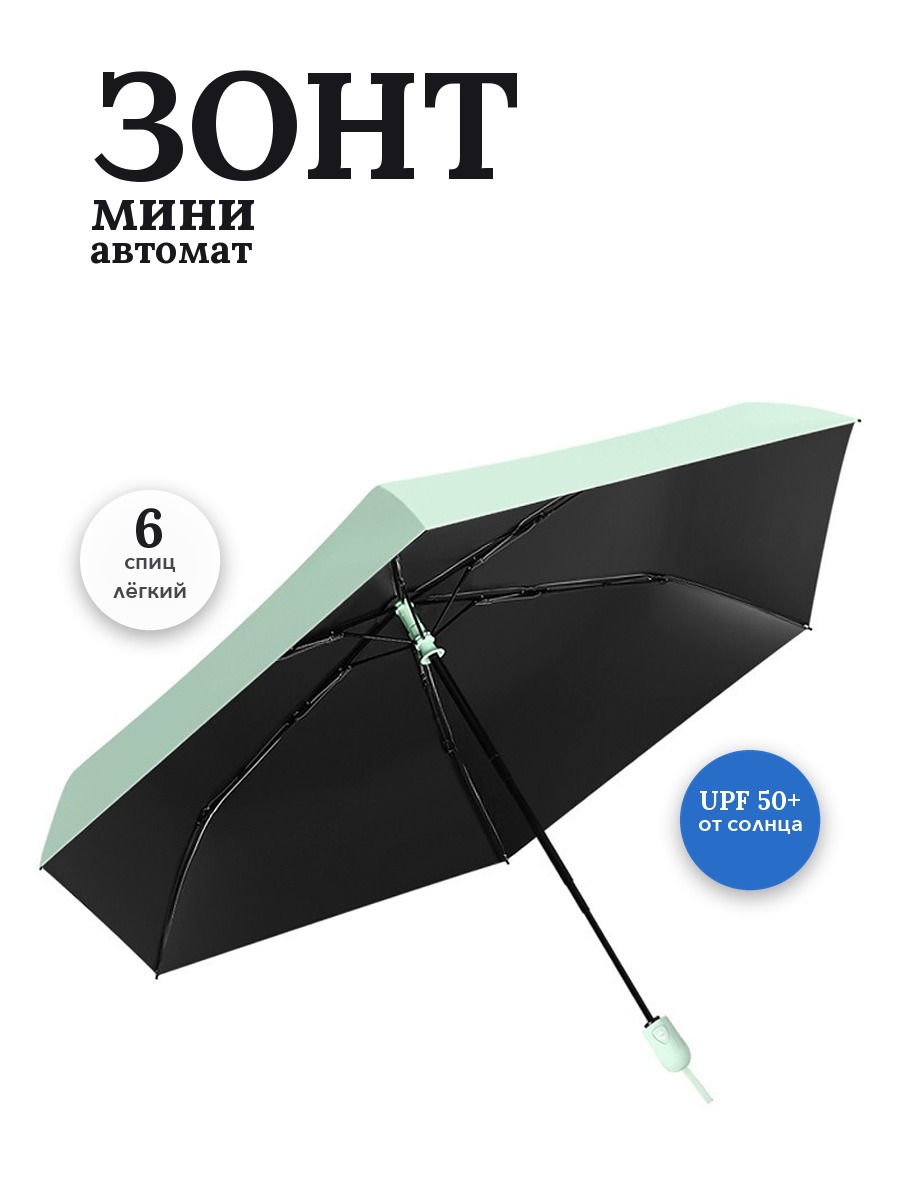 ЗОНТ
мини
автомат
6
спиц
лёгкий
UPF 50+
от солнца